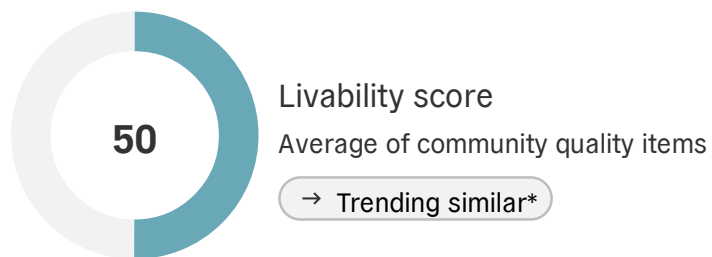 50
Livability score
Average of community quality items
→ Trending similar*